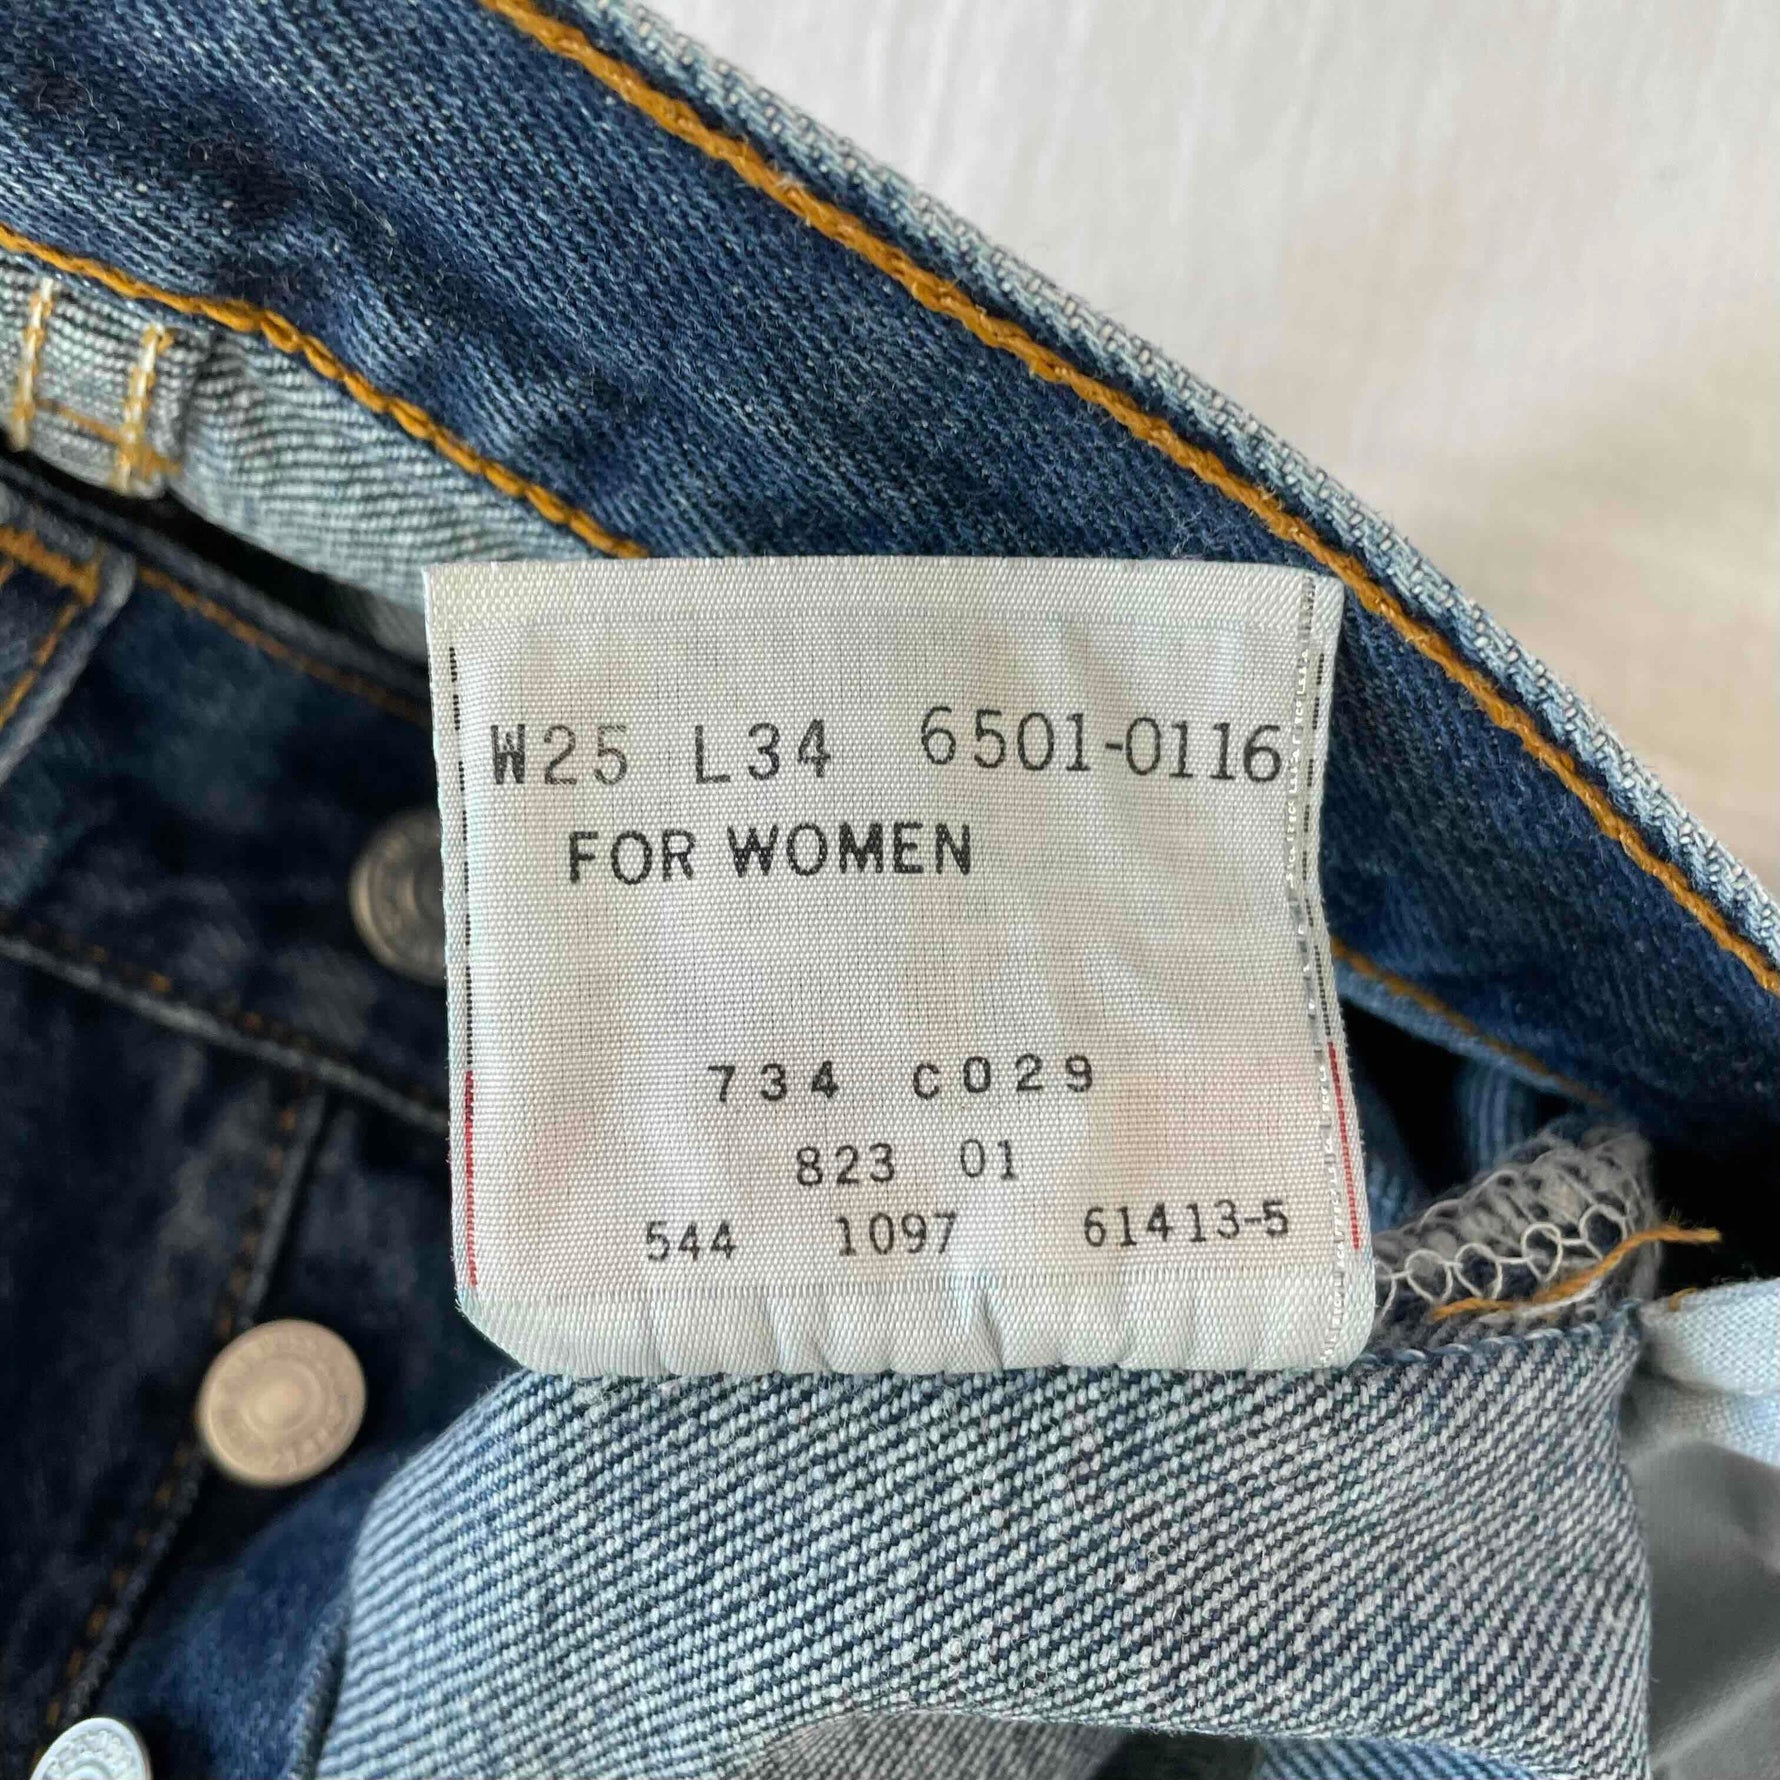 W25 L34 6501-0116
FOR WOMEN
734 C029
823 01
544 1097 61413-5